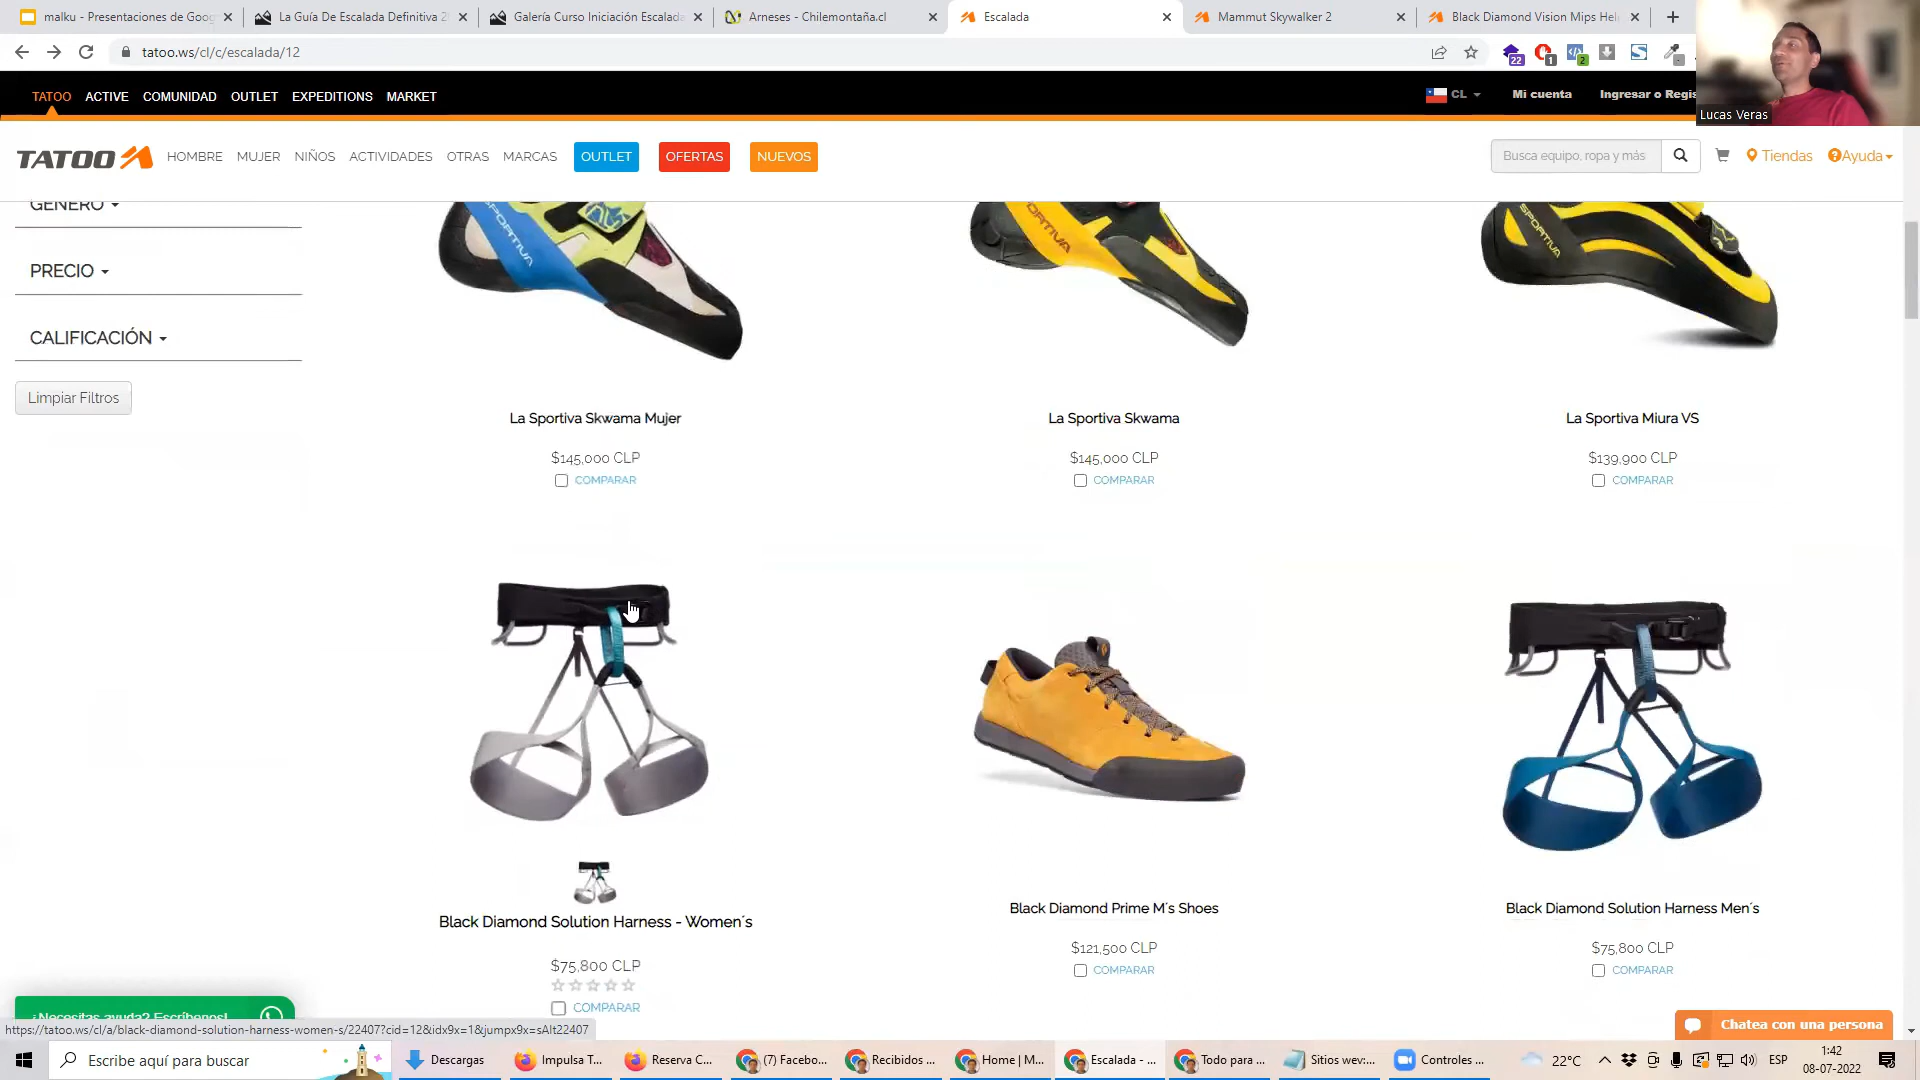 malku - Presentaciones de Goog
La Guía De Escalada Definitiva 2
Galería Curso Iniciación Escalada
Arneses - Chilemontaña.cl
Escalada
Mammut Skywalker 2
Black Diamond Vision Mips Hel
tatoo.ws/cl/c/escalada/12
22
1
2
TATOO ACTIVE COMUNIDAD OUTLET EXPEDITIONS MARKET
CL
Mi cuenta
Ingresar o Regis
Lucas Veras
TATOO
HOMBRE MUJER NIÑOS ACTIVIDADES OTRAS MARCAS OUTLET OFERTAS NUEVOS
Busca equipo, ropa y más
Tiendas
Ayuda
GÉNERO
PRECIO
CALIFICACIÓN
Limpiar Filtros
SPORTIVA
SPORTIVA
SPORTIVA
La Sportiva Skwama Mujer
$145,000 CLP
COMPARAR
La Sportiva Skwama
$145,000 CLP
COMPARAR
La Sportiva Miura VS
$139,900 CLP
COMPARAR
Black Diamond Solution Harness - Women´s
$75,800 CLP
COMPARAR
Black Diamond Prime M´s Shoes
$121,500 CLP
COMPARAR
Black Diamond Solution Harness Men´s
$75,800 CLP
COMPARAR
¿Necesitas ayuda? Escríbenos!
https://tatoo.ws/cl/a/black-diamond-solution-harness-women-s/22407?cid=12&idx9x=1&jumpx9x=sAlt22407
Chatea con una persona
Escribe aquí para buscar
Descargas
Impulsa T...
Reserva C...
(7) Facebo...
Recibidos ...
Home | M...
Escalada - ...
Todo para ...
Sitios wev:...
Controles ...
22°C
ESP
1:42
08-07-2022